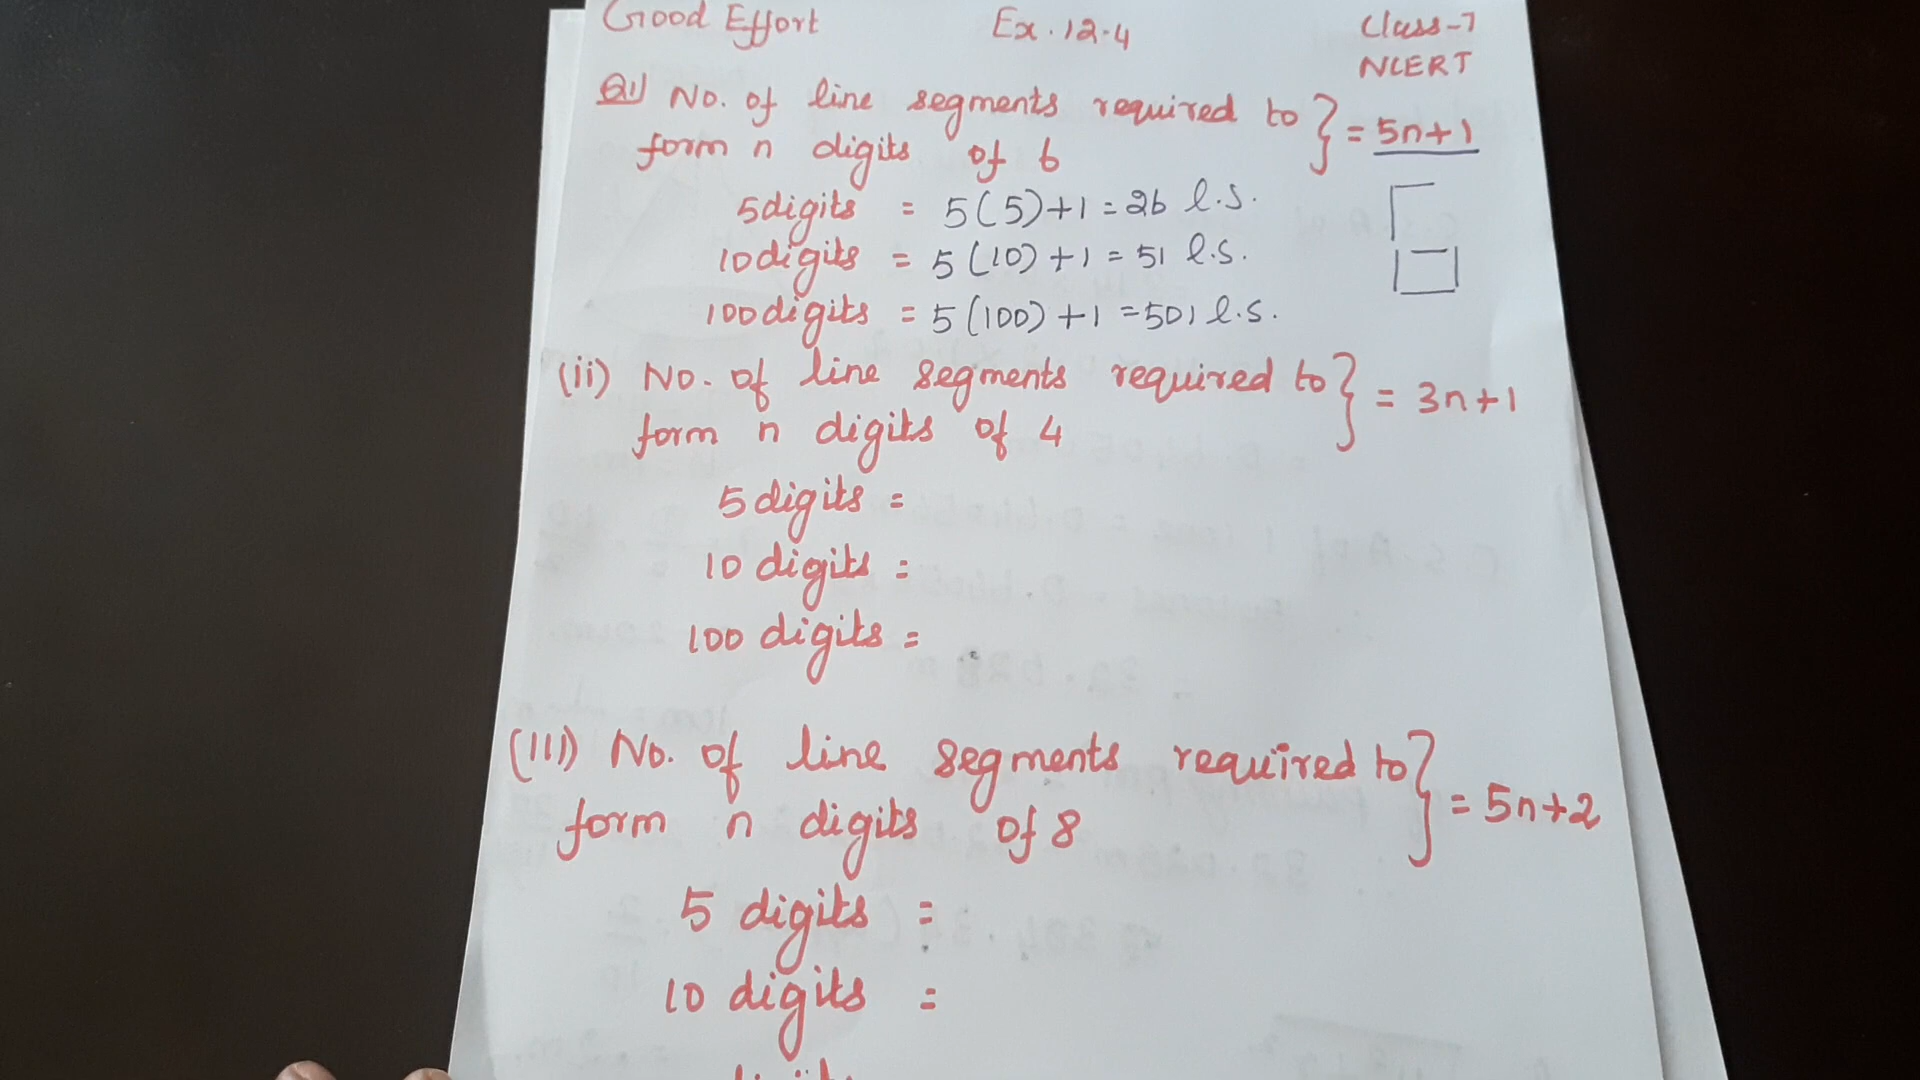 Good Effort Ex. 12.4 Class-7
NCERT
Q1) No. of line segments required to
form n digits of 6 } = 5n+1
5digits = 5(5)+1 = 26 l.s.
10digits = 5(10)+1 = 51 l.s.
100digits = 5(100)+1 = 501 l.s.
(ii) No. of line segments required to
form n digits of 4 } = 3n+1
5digits =
10 digits =
100 digits =
(iii) No. of line segments required to
form n digits of 8 } = 5n+2
5 digits =
10 digits =